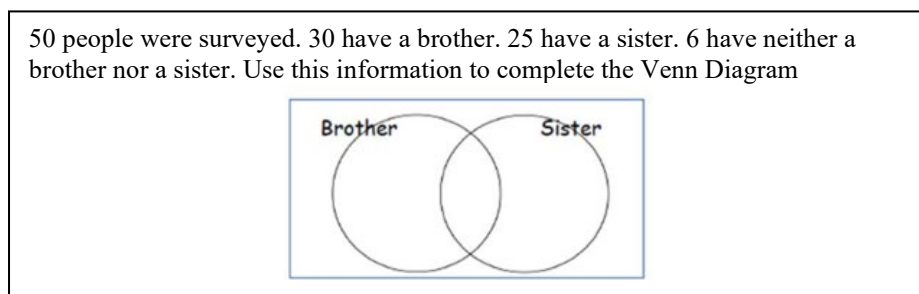 50 people were surveyed. 30 have a brother. 25 have a sister. 6 have neither a
brother nor a sister. Use this information to complete the Venn Diagram
Brother Sister